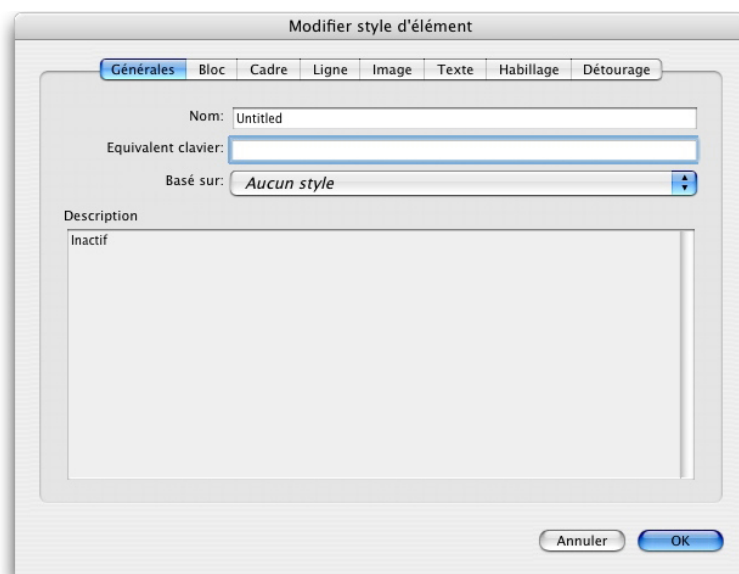 Modifier style d'élément
Générales Bloc Cadre Ligne Image Texte Habillage Détourage
Nom: Untitled
Equivalent clavier:
Basé sur: Aucun style
Description
Inactif
Annuler OK